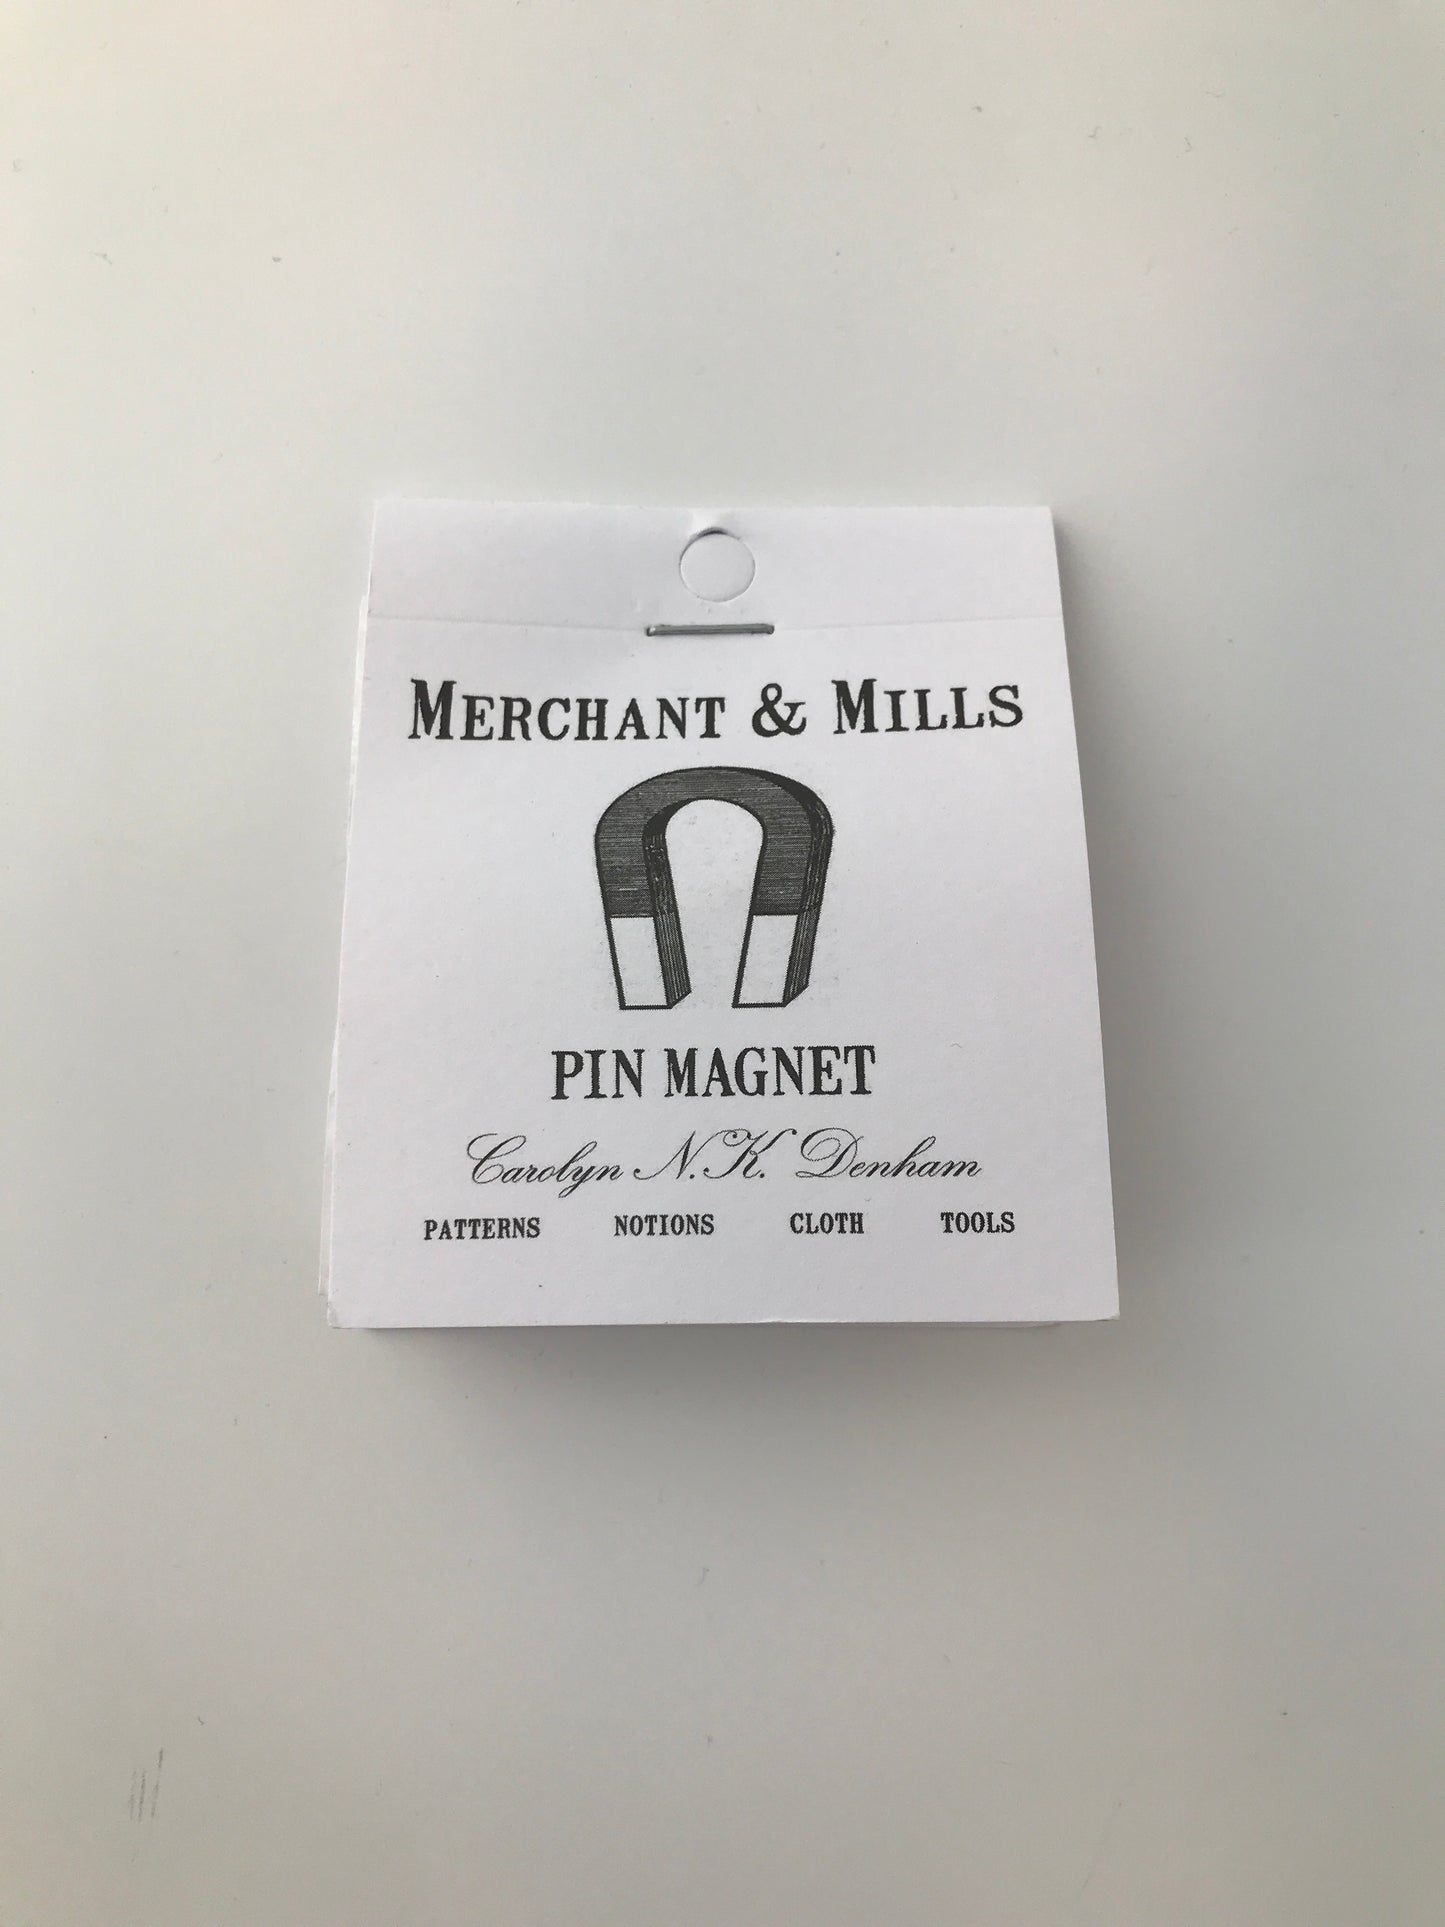 MERCHANT & MILLS
PIN MAGNET
Carolyn N.K. Denham
PATTERNS NOTIONS CLOTH TOOLS